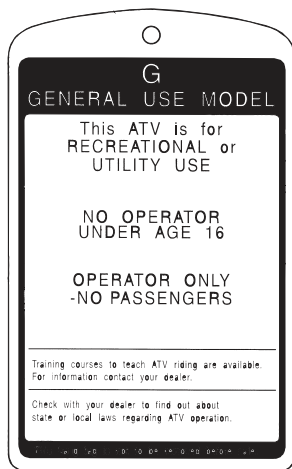 G
GENERAL USE MODEL
This ATV is for
RECREATIONAL or
UTILITY USE
NO OPERATOR
UNDER AGE 16
OPERATOR ONLY
-NO PASSENGERS
Training courses to teach ATV riding are available.
For information contact your dealer.
Check with your dealer to find out about
state or local laws regarding ATV operation.